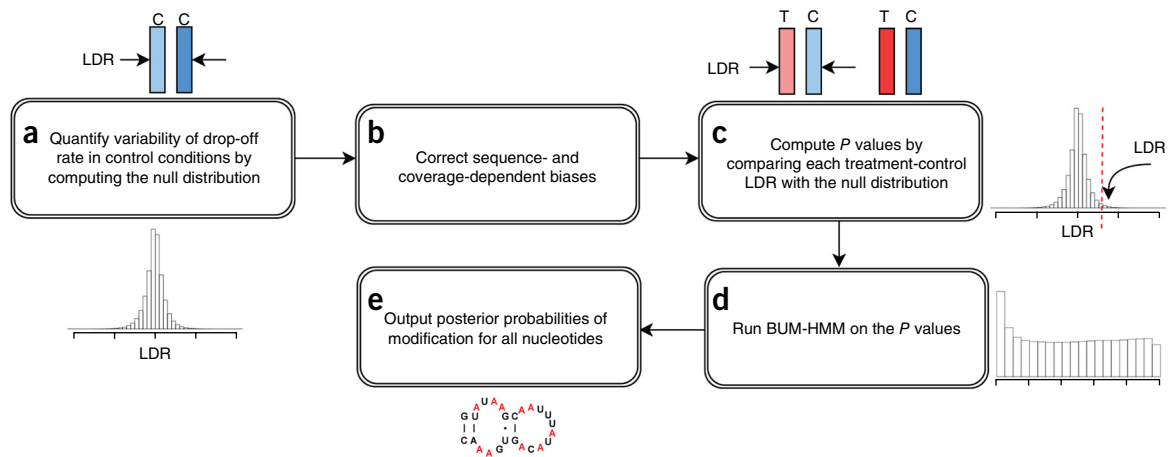 C C
LDR
a
Quantify variability of drop-off
rate in control conditions by
computing the null distribution
LDR
b
Correct sequence- and
coverage-dependent biases
T C T C
LDR
c
Compute P values by
comparing each treatment-control
LDR with the null distribution
LDR
LDR
d
Run BUM-HMM on the P values
e
Output posterior probabilities of
modification for all nucleotides
G U A U A A G C A A U U U A U A C A G U G A A A C